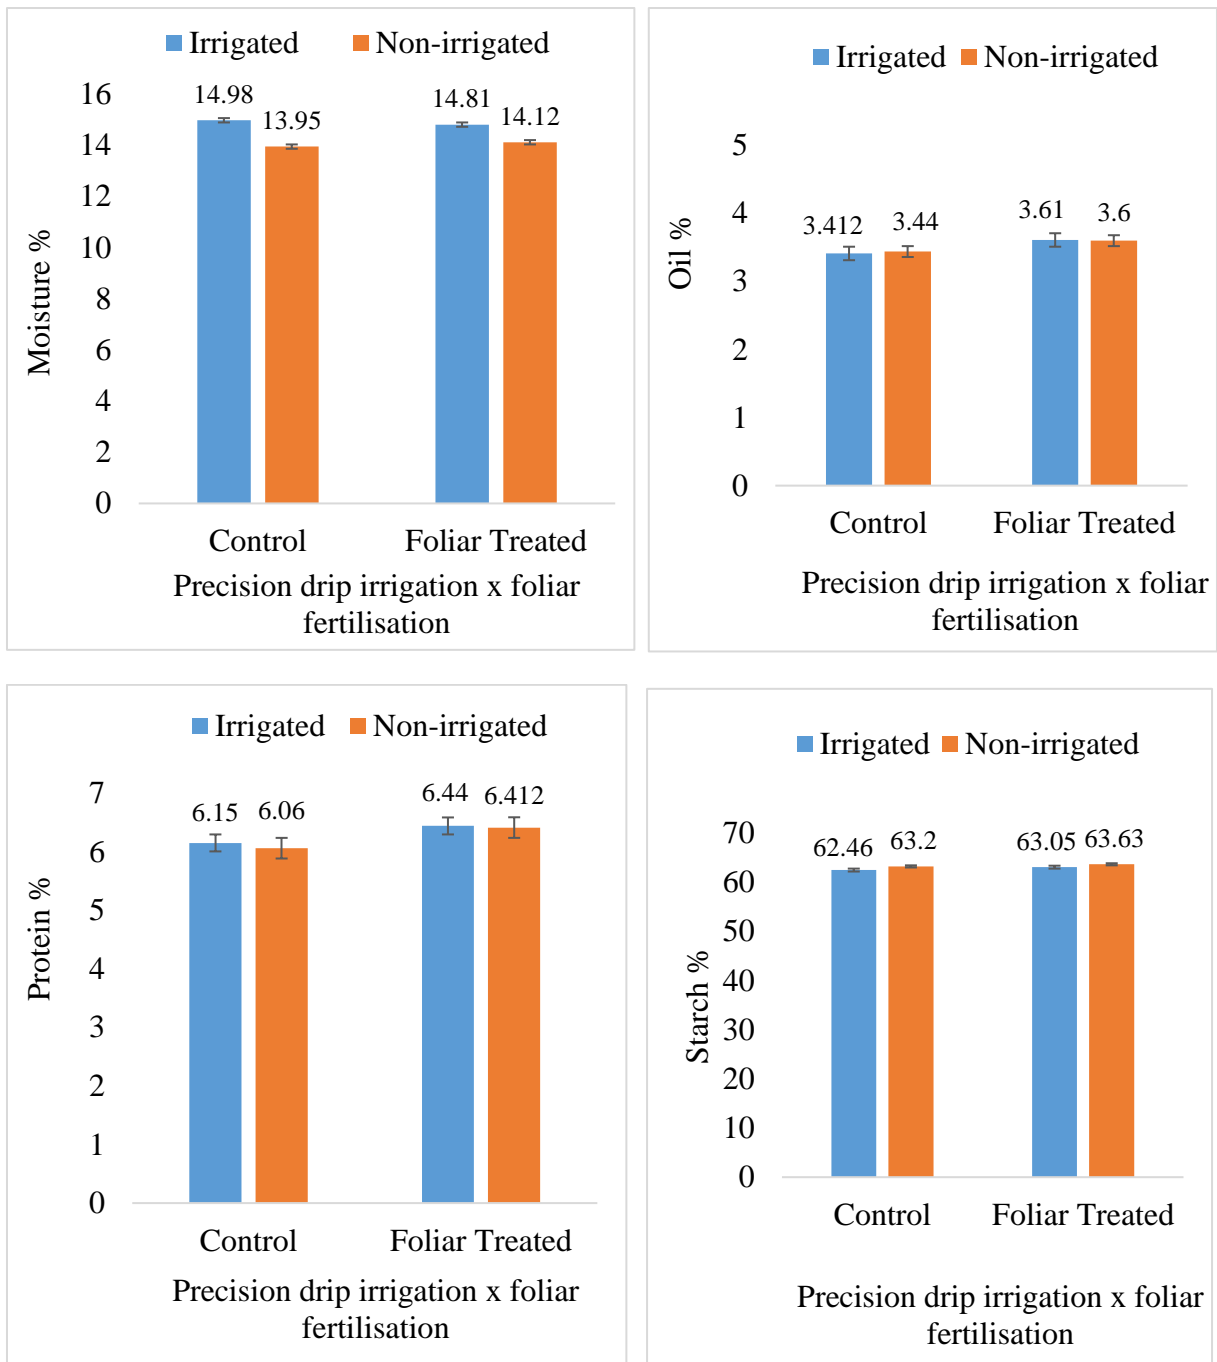 Irrigated Non-irrigated
16
14
12
10
8
6
4
2
0
14.98
13.95
14.81
14.12
Moisture %
Control Foliar Treated
Precision drip irrigation x foliar
fertilisation
Irrigated Non-irrigated
5
4
3
2
1
0
3.412
3.44
3.61
3.6
Oil %
Control Foliar Treated
Precision drip irrigation x foliar
fertilisation
Irrigated Non-irrigated
7
6
5
4
3
2
1
0
6.15
6.06
6.44
6.412
Protein %
Control Foliar Treated
Precision drip irrigation x foliar
fertilisation
Irrigated Non-irrigated
70
60
50
40
30
20
10
0
62.46
63.2
63.05
63.63
Starch %
Control Foliar Treated
Precision drip irrigation x foliar
fertilisation